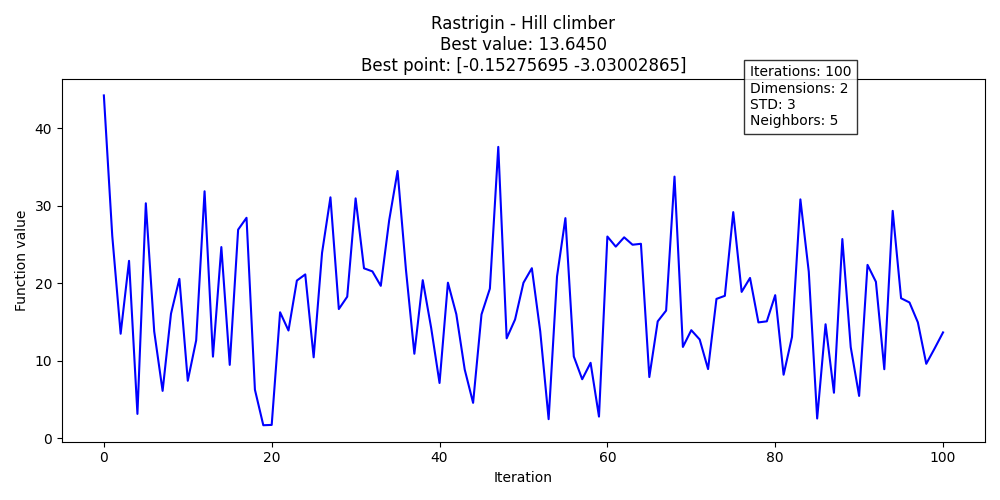 Rastrigin - Hill climber
Best value: 13.6450
Best point: [-0.15275695 -3.03002865]
Iterations: 100
Dimensions: 2
STD: 3
Neighbors: 5
Function value
40
30
20
10
0
0
20
40
60
80
100
Iteration